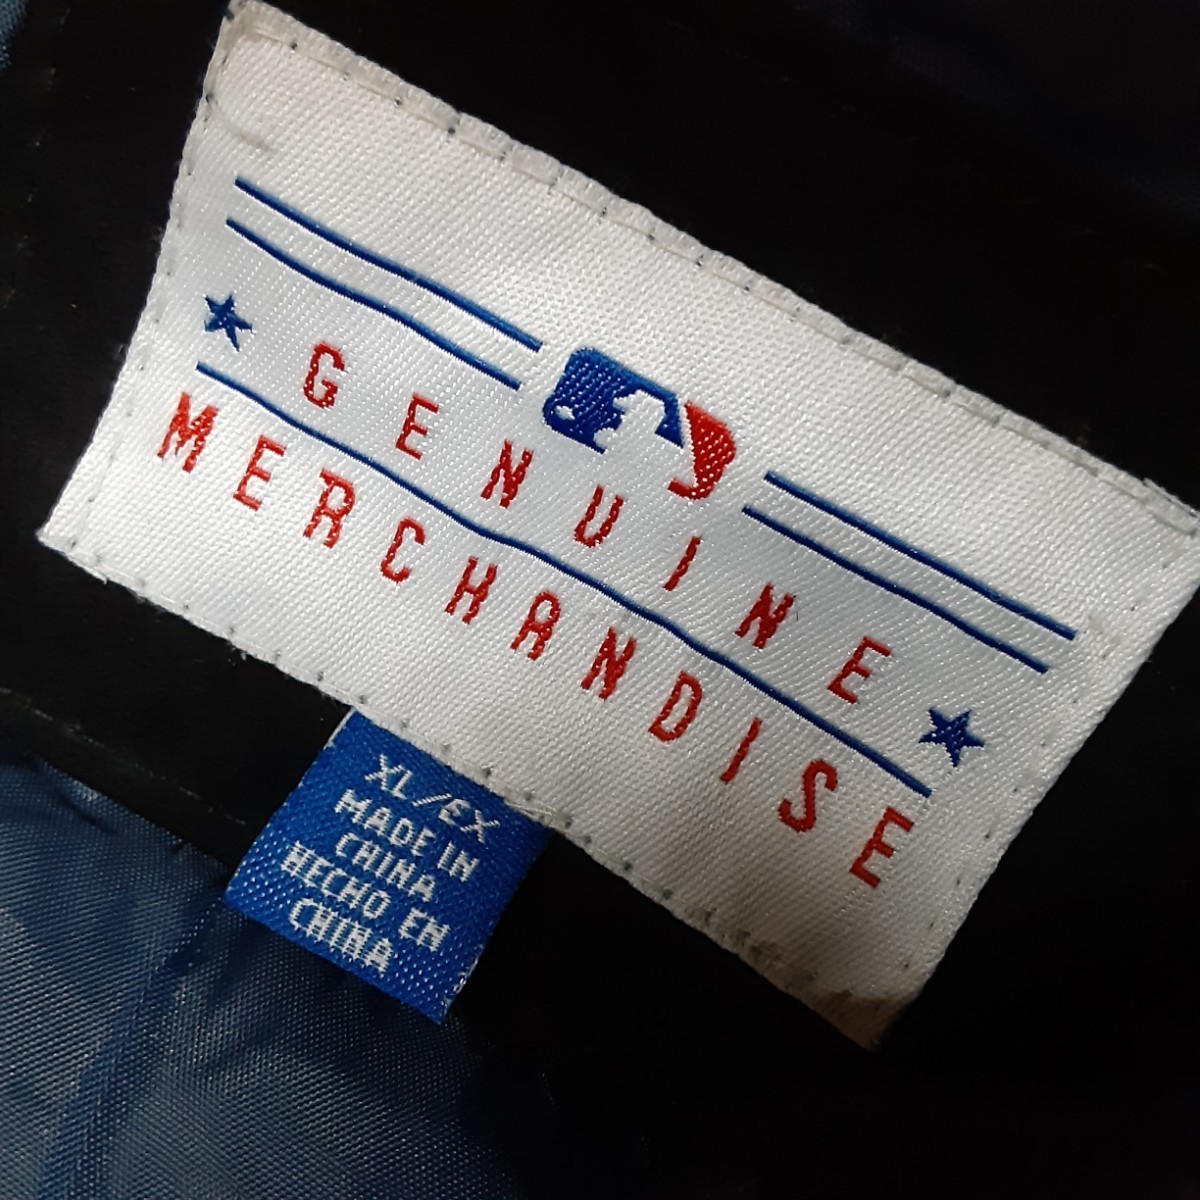 GENUINE
MERCHANDISE
XL/EX
MADE IN
CHINA
HECHO EN
CHINA